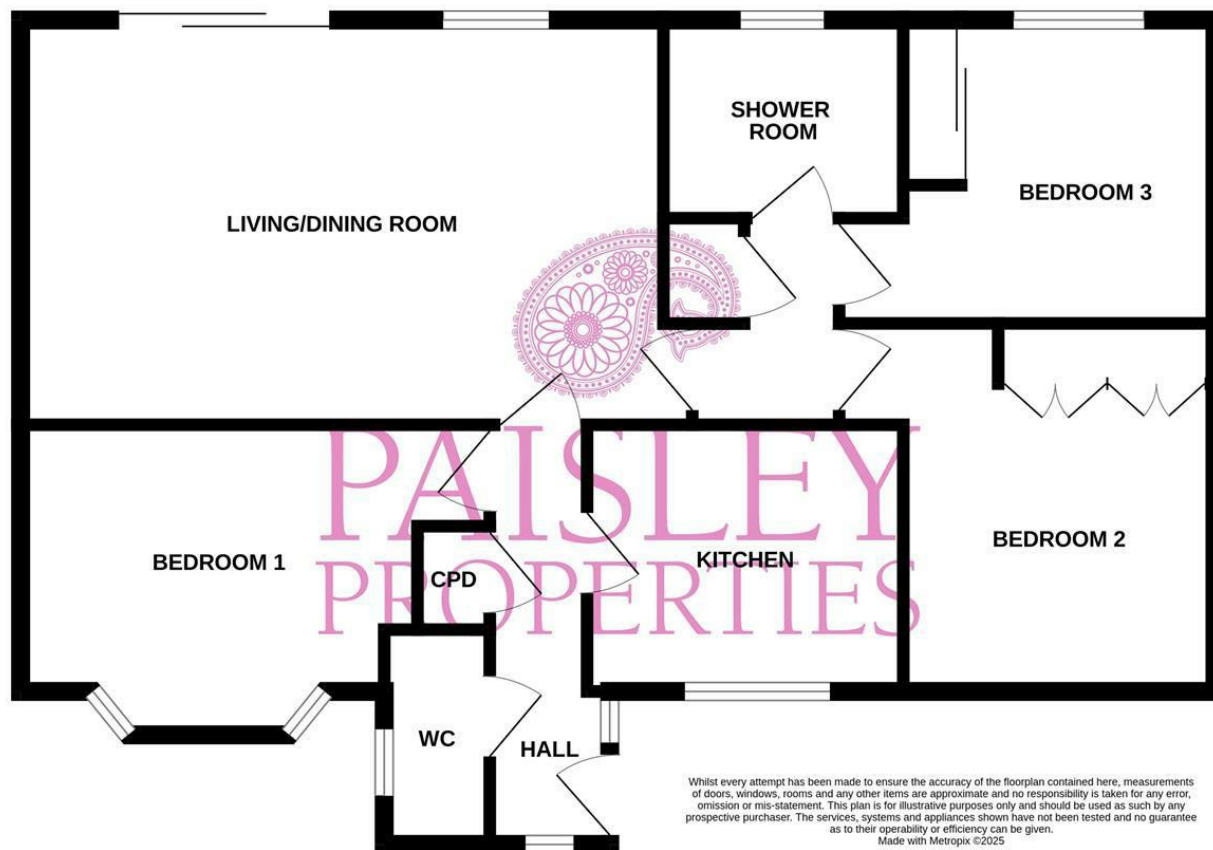 SHOWER
ROOM
BEDROOM 3
LIVING/DINING ROOM
PAISLEY
PROPERTIES
BEDROOM 1
CPD
KITCHEN
BEDROOM 2
WC
HALL
Whilst every attempt has been made to ensure the accuracy of the floorplan contained here, measurements
of doors, windows, rooms and any other items are approximate and no responsibility is taken for any error,
omission or mis-statement. This plan is for illustrative purposes only and should be used as such by any
prospective purchaser. The services, systems and appliances shown have not been tested and no guarantee
as to their operability or efficiency can be given.
Made with Metropix ©2025